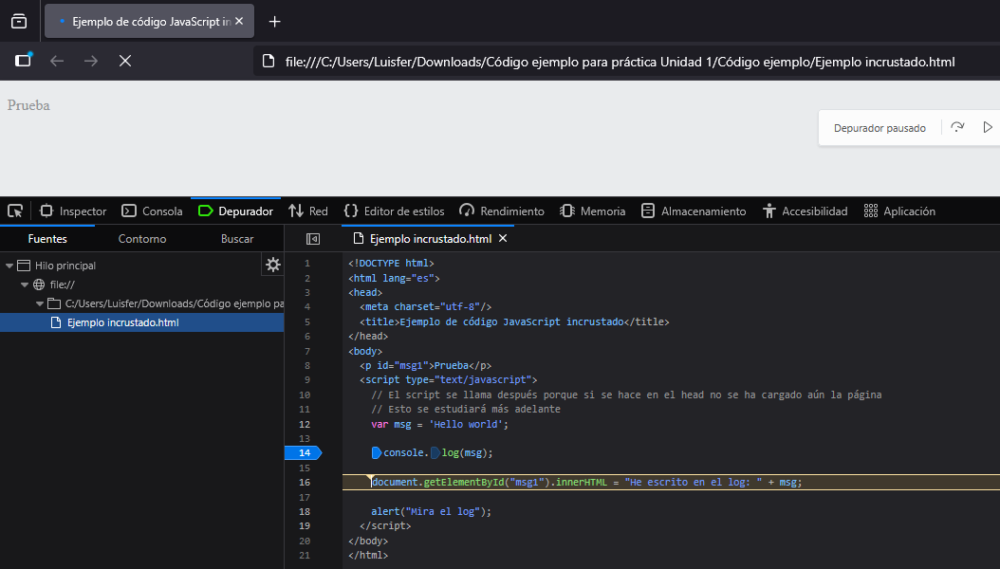 Ejemplo de código JavaScript in
file:///C:/Users/Luisfer/Downloads/Código ejemplo para práctica Unidad 1/Código ejemplo/Ejemplo incrustado.html
Prueba
Depurador pausado
Inspector Consola Depurador Red Editor de estilos Rendimiento Memoria Almacenamiento Accesibilidad Aplicación
Fuentes Contorno Buscar
Ejemplo incrustado.html
Hilo principal
file://
C:/Users/Luisfer/Downloads/Código ejemplo pa
Ejemplo incrustado.html
1 <!DOCTYPE html>
2 <html lang="es">
3 <head>
4 <meta charset="utf-8"/>
5 <title>Ejemplo de código JavaScript incrustado</title>
6 </head>
7 <body>
8 <p id="msg1">Prueba</p>
9 <script type="text/javascript">
10 // El script se llama después porque si se hace en el head no se ha cargado aún la página
11 // Esto se estudiará más adelante
12 var msg = 'Hello world';
13
14 console.log(msg);
15
16 document.getElementById("msg1").innerHTML = "He escrito en el log: " + msg;
17
18 alert("Mira el log");
19 </script>
20 </body>
21 </html>